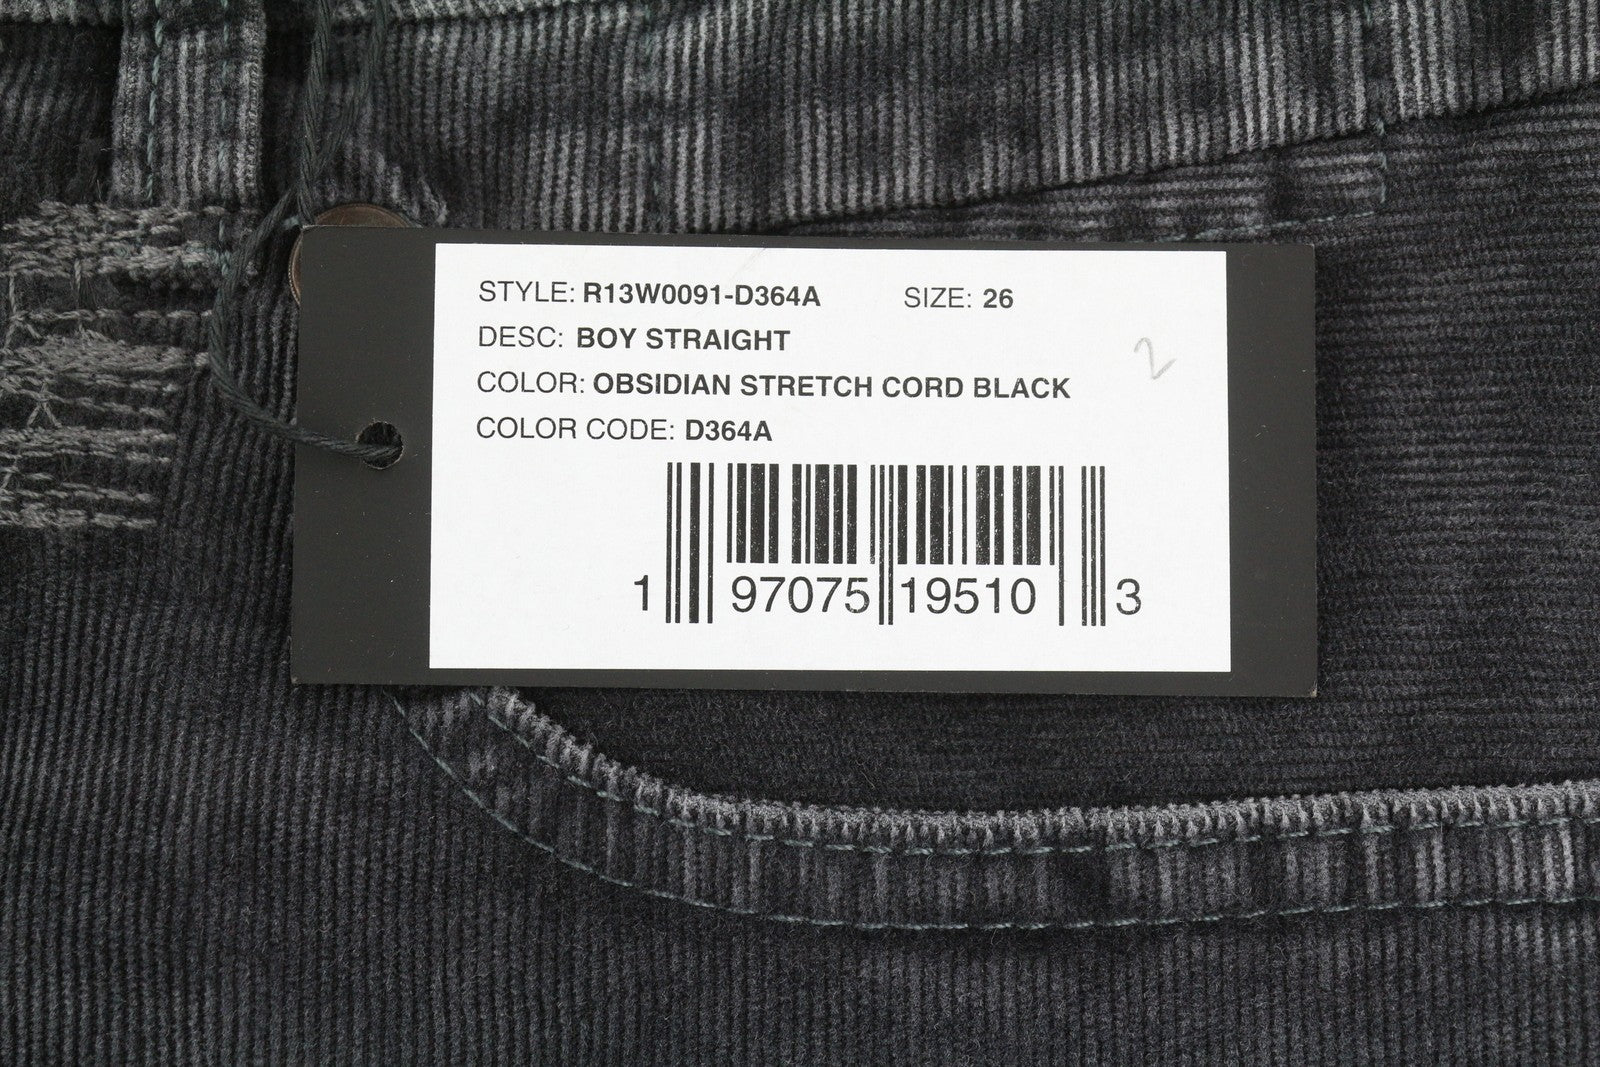 STYLE: R13W0091-D364A SIZE: 26
DESC: BOY STRAIGHT
2
COLOR: OBSIDIAN STRETCH CORD BLACK
COLOR CODE: D364A
1 97075 19510 3